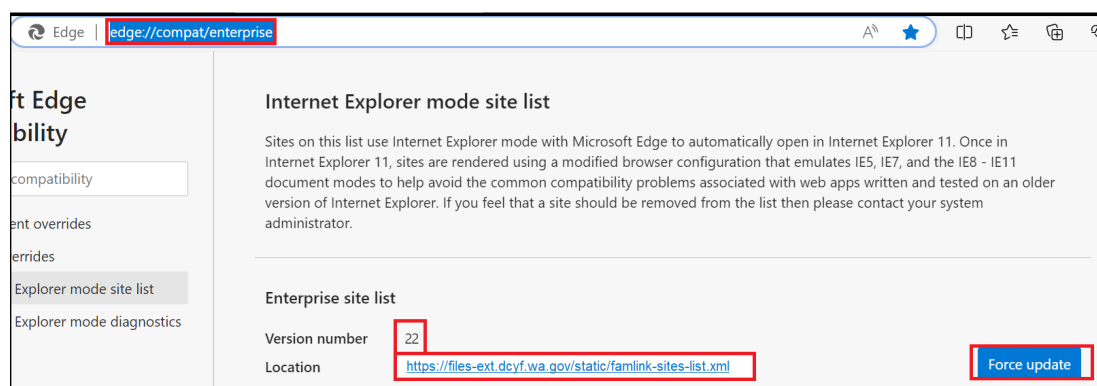 Edge | edge://compat/enterprise
ft Edge
bility
compatibility
ent overrides
errides
Explorer mode site list
Explorer mode diagnostics
Internet Explorer mode site list
Sites on this list use Internet Explorer mode with Microsoft Edge to automatically open in Internet Explorer 11. Once in
Internet Explorer 11, sites are rendered using a modified browser configuration that emulates IE5, IE7, and the IE8 - IE11
document modes to help avoid the common compatibility problems associated with web apps written and tested on an older
version of Internet Explorer. If you feel that a site should be removed from the list then please contact your system
administrator.
Enterprise site list
Version number 22
Location https://files-ext.dcyf.wa.gov/static/famlink-sites-list.xml
Force update